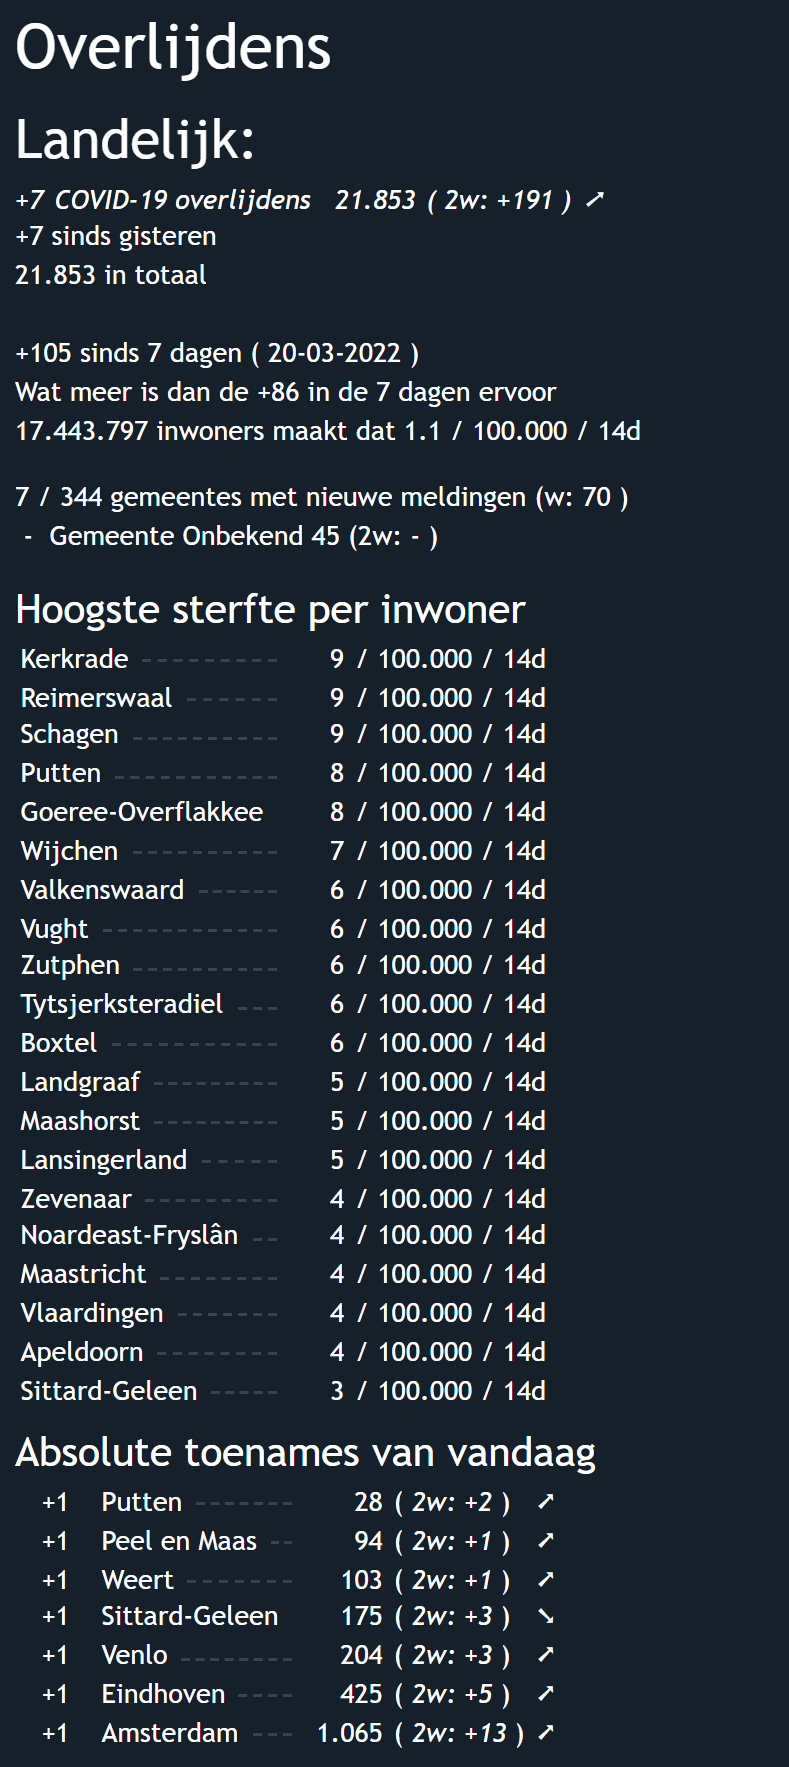 Overlijdens
Landelijk:
+7 COVID-19 overlijdens 21.853 ( 2w: +191 ) ➚
+7 sinds gisteren
21.853 in totaal
+105 sinds 7 dagen ( 20-03-2022 )
Wat meer is dan de +86 in de 7 dagen ervoor
17.443.797 inwoners maakt dat 1.1 / 100.000 / 14d
7 / 344 gemeentes met nieuwe meldingen (w: 70 )
- Gemeente Onbekend 45 (2w: - )
Hoogste sterfte per inwoner
Kerkrade --------- 9 / 100.000 / 14d
Reimerswaal ------ 9 / 100.000 / 14d
Schagen ---------- 9 / 100.000 / 14d
Putten ----------- 8 / 100.000 / 14d
Goeree-Overflakkee 8 / 100.000 / 14d
Wijchen ---------- 7 / 100.000 / 14d
Valkenswaard ------ 6 / 100.000 / 14d
Vught ------------ 6 / 100.000 / 14d
Zutphen ---------- 6 / 100.000 / 14d
Tytsjerksteradiel --- 6 / 100.000 / 14d
Boxtel ----------- 6 / 100.000 / 14d
Landgraaf --------- 5 / 100.000 / 14d
Maashorst --------- 5 / 100.000 / 14d
Lansingerland ----- 5 / 100.000 / 14d
Zevenaar --------- 4 / 100.000 / 14d
Noardeast-Fryslân -- 4 / 100.000 / 14d
Maastricht -------- 4 / 100.000 / 14d
Vlaardingen ------- 4 / 100.000 / 14d
Apeldoorn -------- 4 / 100.000 / 14d
Sittard-Geleen ----- 3 / 100.000 / 14d
Absolute toenames van vandaag
+1 Putten ------- 28 ( 2w: +2 ) ➚
+1 Peel en Maas -- 94 ( 2w: +1 ) ➚
+1 Weert -------- 103 ( 2w: +1 ) ➚
+1 Sittard-Geleen 175 ( 2w: +3 ) ➘
+1 Venlo -------- 204 ( 2w: +3 ) ➚
+1 Eindhoven ---- 425 ( 2w: +5 ) ➚
+1 Amsterdam --- 1.065 ( 2w: +13 ) ➚